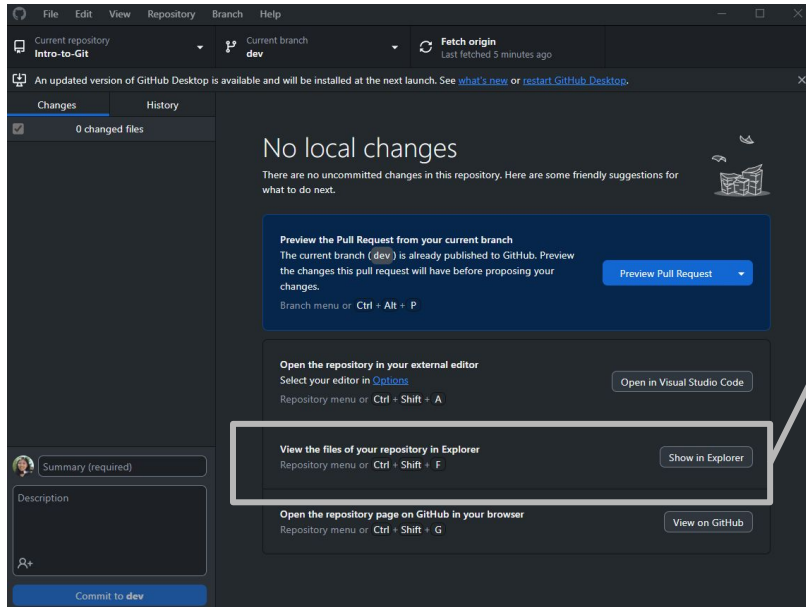 File Edit View Repository Branch Help
Current repository
Intro-to-Git
Current branch
dev
Fetch origin
Last fetched 5 minutes ago
An updated version of GitHub Desktop is available and will be installed at the next launch. See what's new or restart GitHub Desktop.
Changes History
0 changed files
No local changes
There are no uncommitted changes in this repository. Here are some friendly suggestions for
what to do next.
Preview the Pull Request from your current branch
The current branch (dev) is already published to GitHub. Preview
the changes this pull request will have before proposing your
changes.
Branch menu or Ctrl + Alt + P
Preview Pull Request
Open the repository in your external editor
Select your editor in Options
Repository menu or Ctrl + Shift + A
Open in Visual Studio Code
View the files of your repository in Explorer
Repository menu or Ctrl + Shift + F
Show in Explorer
Open the repository page on GitHub in your browser
Repository menu or Ctrl + Shift + G
View on GitHub
Summary (required)
Description
Commit to dev